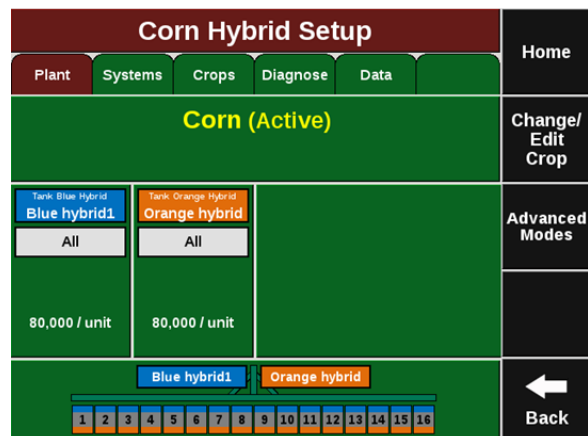 Corn Hybrid Setup
Home
Plant Systems Crops Diagnose Data
Corn (Active)
Change/
Edit
Crop
Tank Blue Hybrid
Blue hybrid1
All
80,000 / unit
Tank Orange Hybrid
Orange hybrid
All
80,000 / unit
Advanced
Modes
Blue hybrid1 Orange hybrid
1 2 3 4 5 6 7 8 9 10 11 12 13 14 15 16
Back